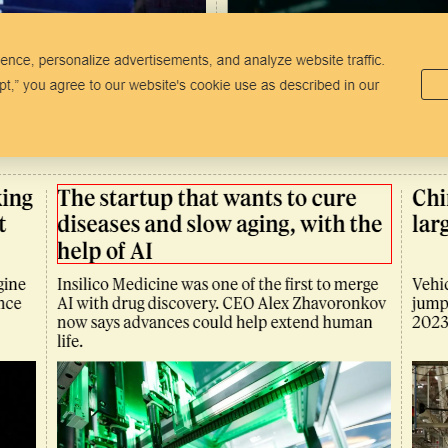 ence, personalize advertisements, and analyze website traffic.
pt,” you agree to our website's cookie use as described in our
ing
t
The startup that wants to cure
diseases and slow aging, with the
help of AI
Chi
larg
gine
nce
Insilico Medicine was one of the first to merge
AI with drug discovery. CEO Alex Zhavoronkov
now says advances could help extend human
life.
Vehic
jump
2023